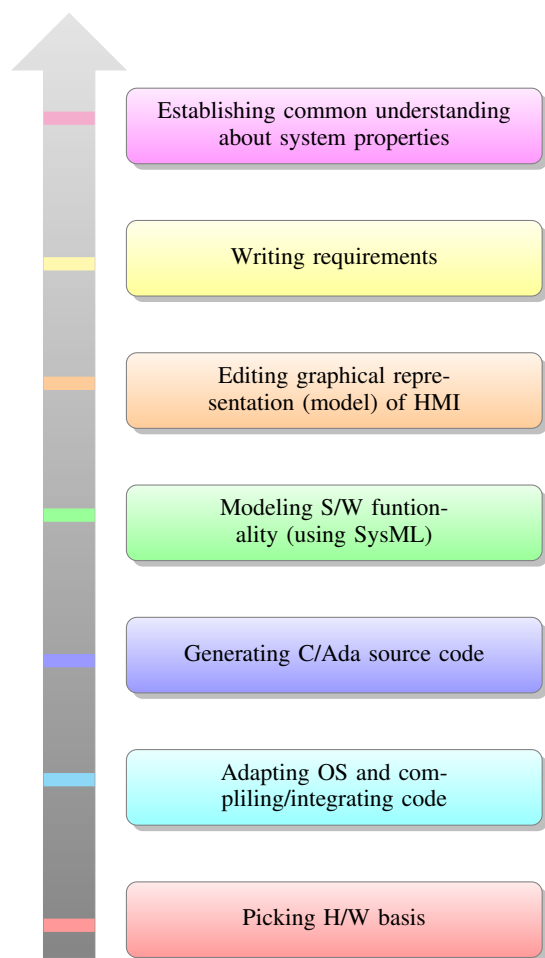 Establishing common understanding
about system properties
Writing requirements
Editing graphical repre-
sentation (model) of HMI
Modeling S/W funtion-
ality (using SysML)
Generating C/Ada source code
Adapting OS and com-
pliling/integrating code
Picking H/W basis